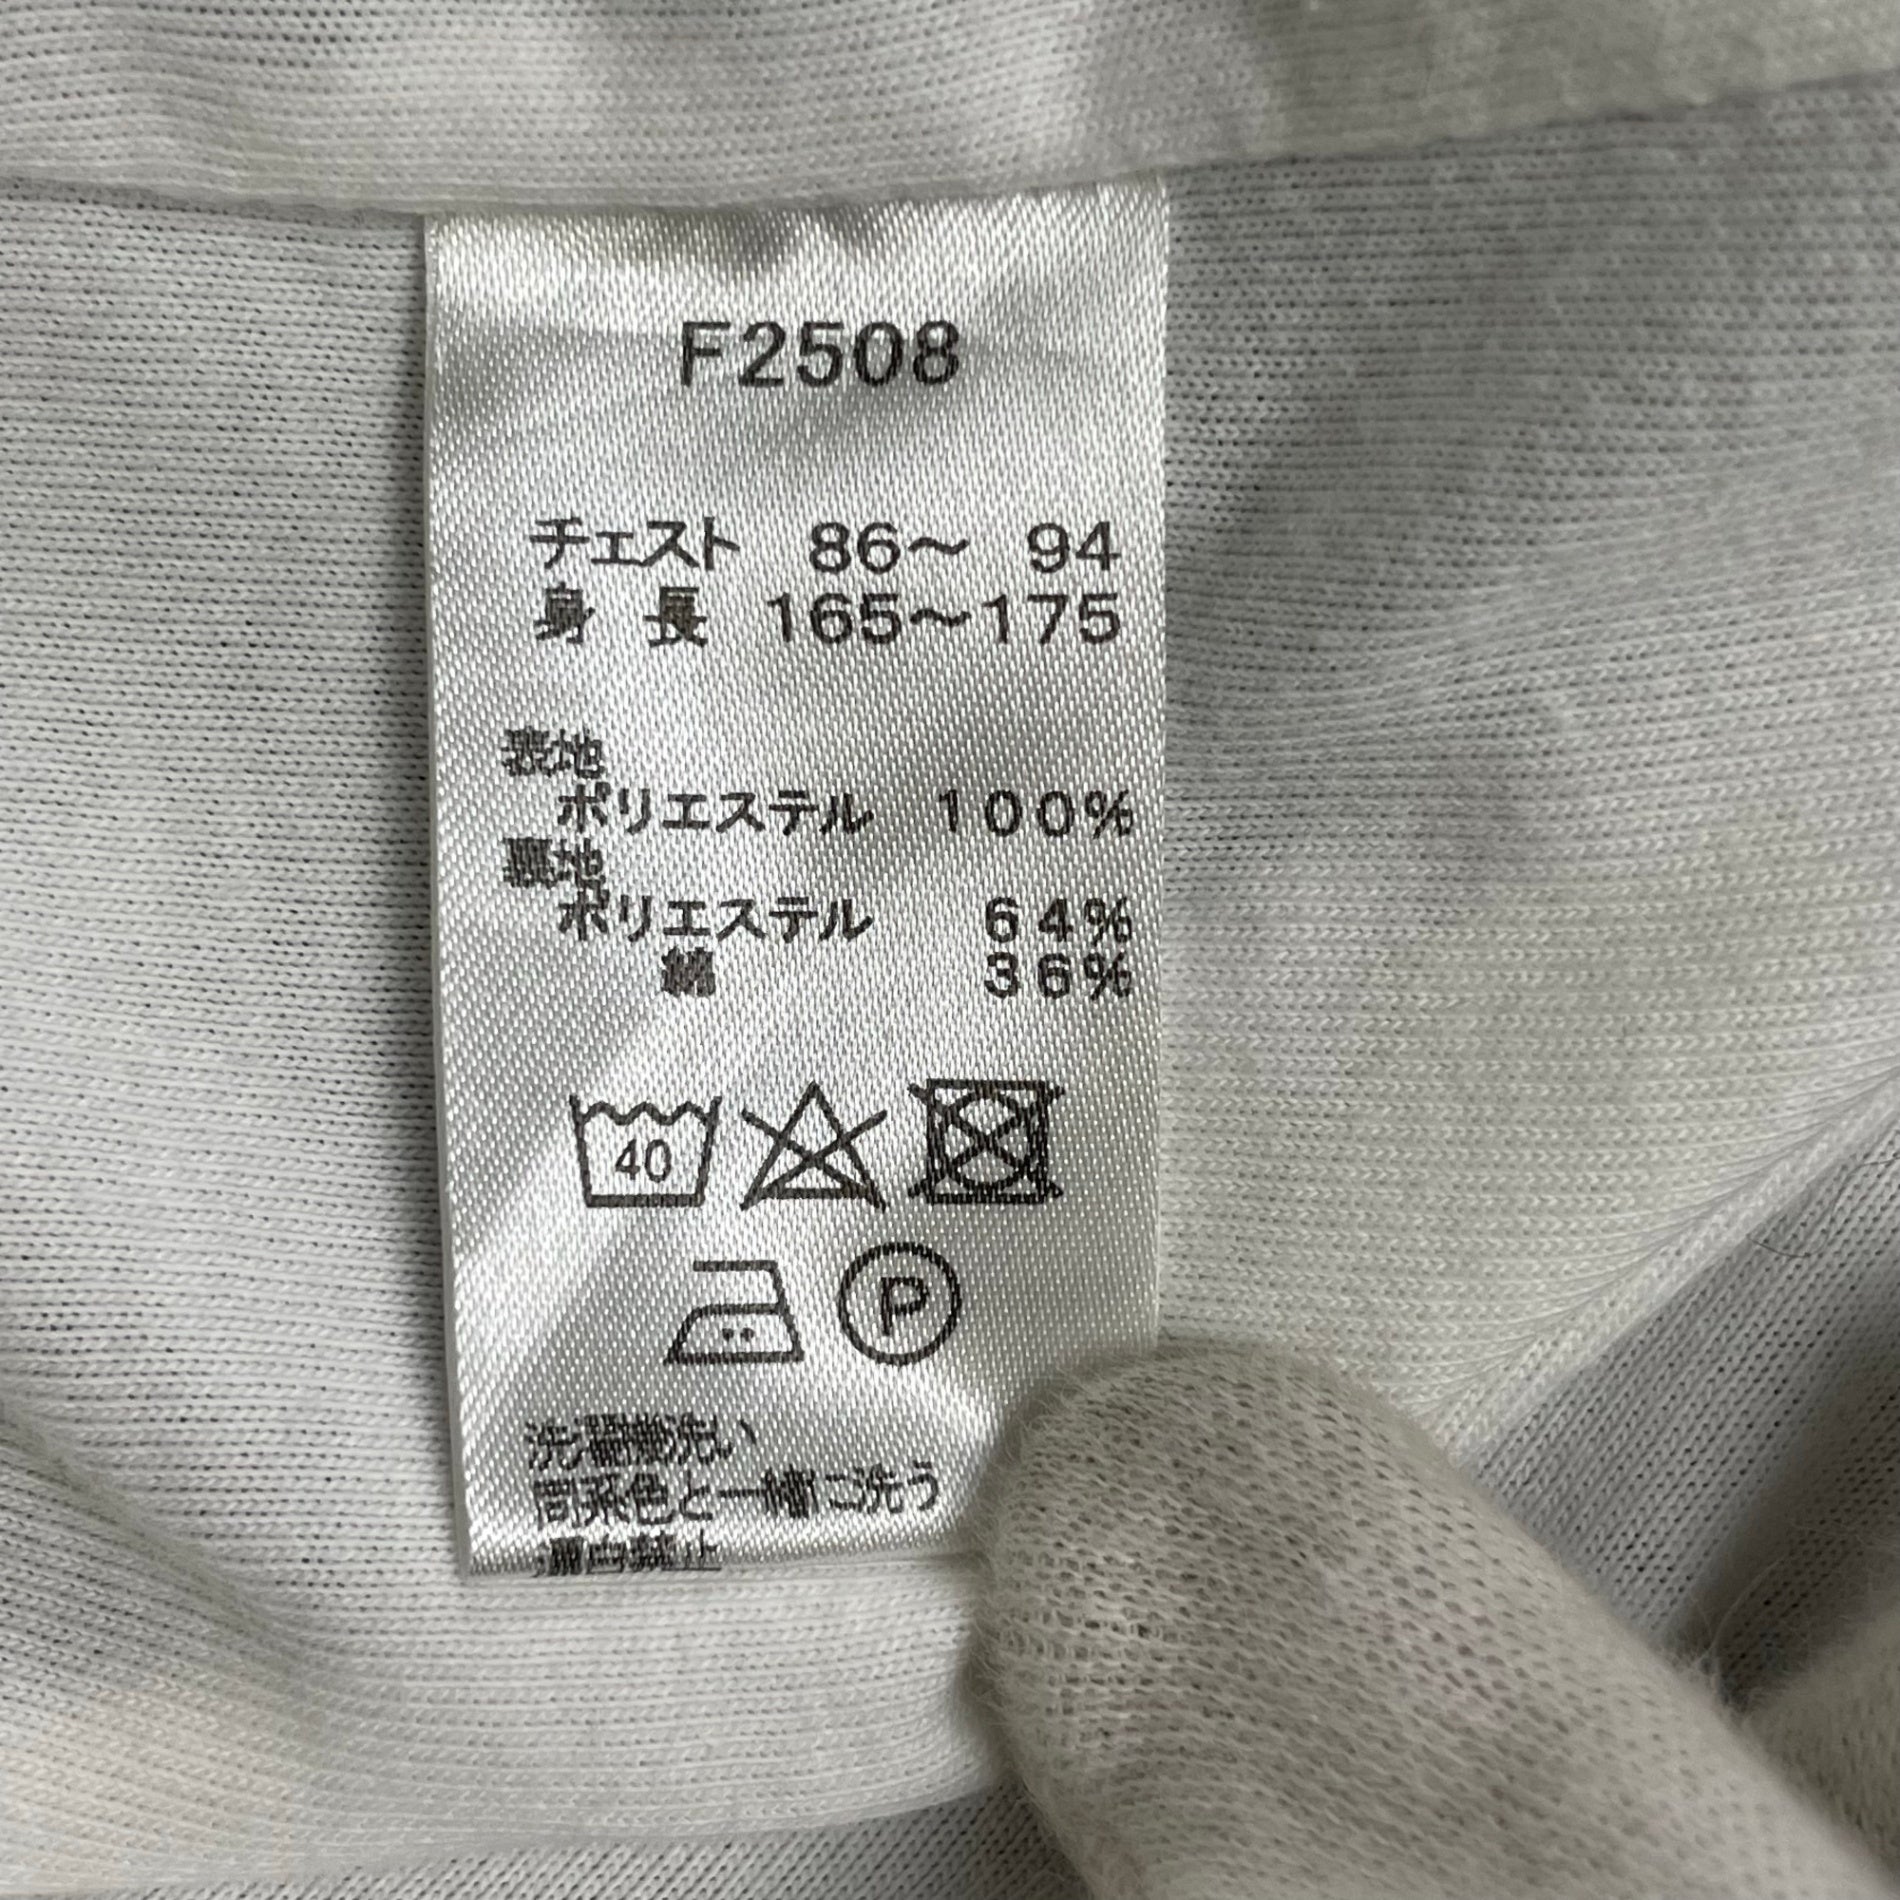 F2508
チェスト 86～ 94
身 長 165～175
表地
ポリエステル 100%
裏地
ポリエステル 64%
綿 36%
40
P
洗濯機洗い
同系色と一緒に洗う
漂白禁止